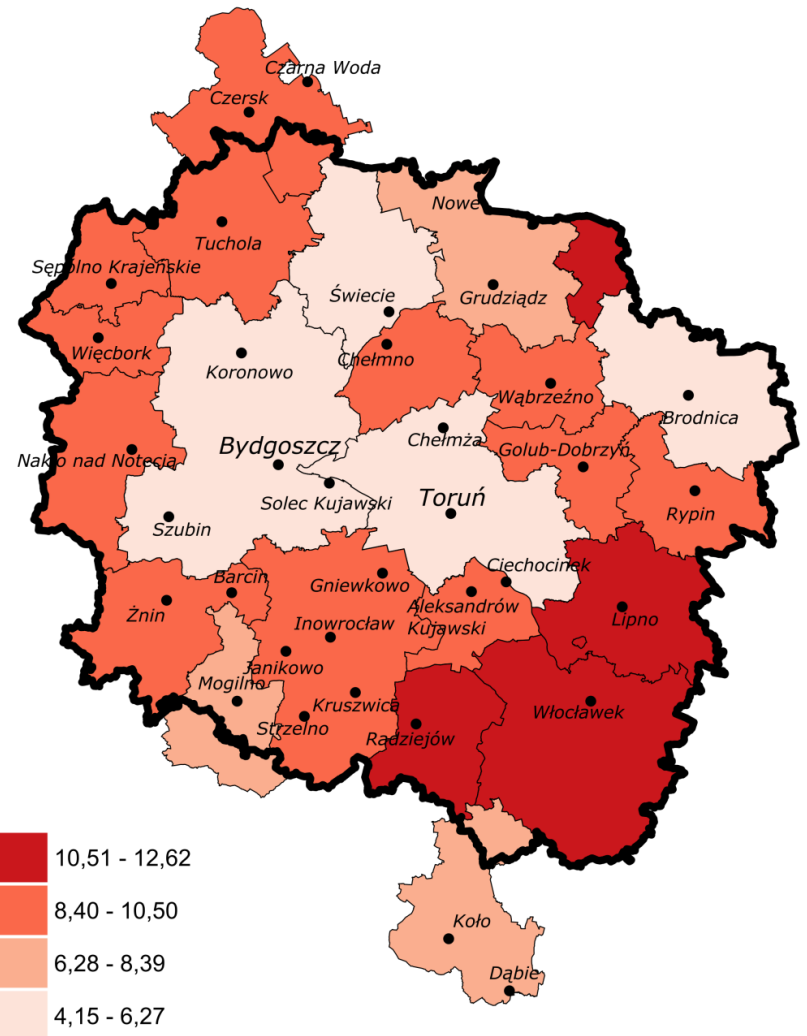 Czarna Woda
Czersk
Nowe
Tuchola
Sępólno Krajeńskie
Świecie
Grudziądz
Więcbork
Koronowo
Chełmno
Wąbrzeźno
Brodnica
Chełmża
Bydgoszcz
Golub-Dobrzyń
Nakło nad Notecią
Solec Kujawski
Toruń
Rypin
Szubin
Ciechocinek
Barcin
Gniewkowo
Żnin
Aleksandrów
Kujawski
Inowrocław
Lipno
Janikowo
Mogilno
Kruszwica
Włocławek
Strzelno
Radziejów
10,51 - 12,62
8,40 - 10,50
Koło
6,28 - 8,39
Dąbie
4,15 - 6,27